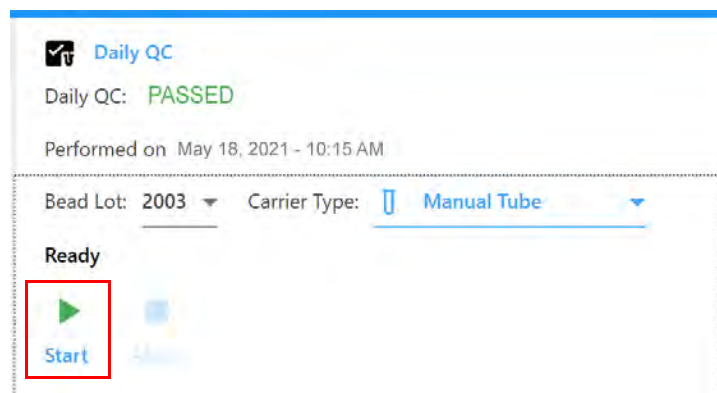 Daily QC
Daily QC: PASSED
Performed on May 18, 2021 - 10:15 AM
Bead Lot: 2003 Carrier Type: Manual Tube
Ready
Start